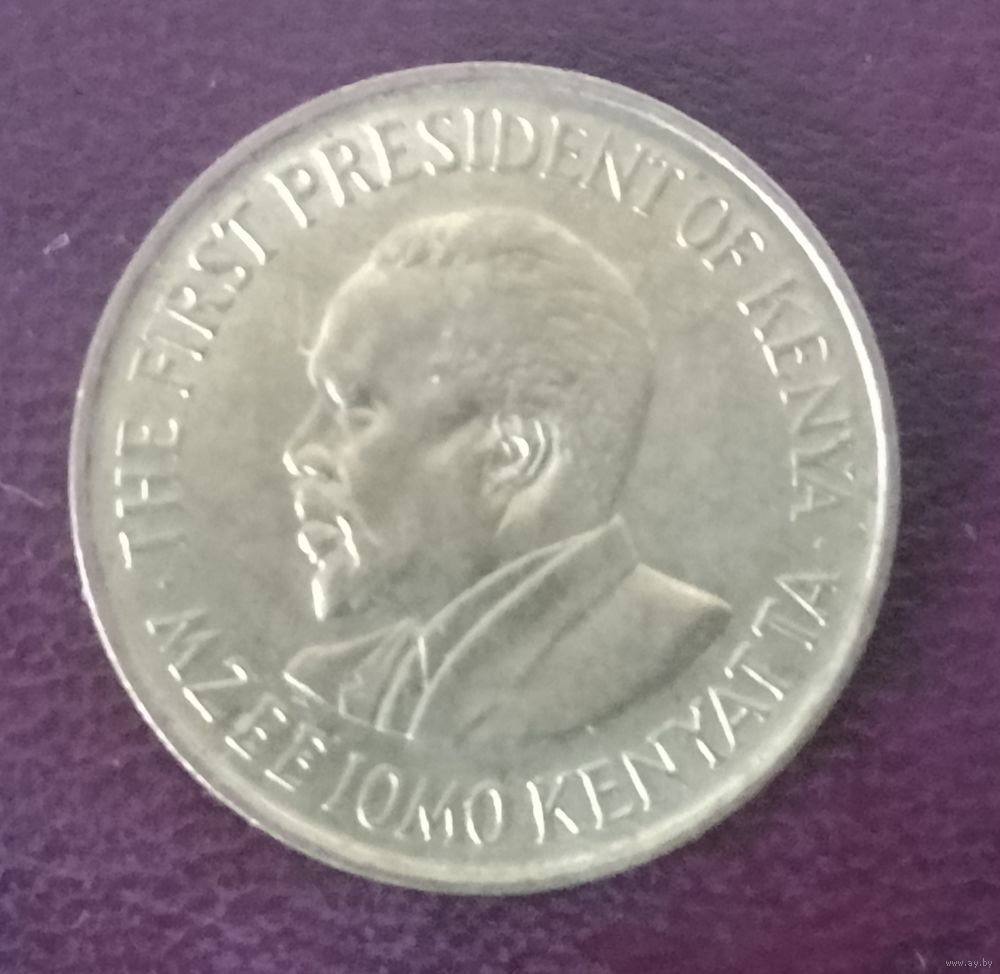 · THE FIRST PRESIDENT OF KENYA ·
MZEE JOMO KENYATTA
www.ay.by